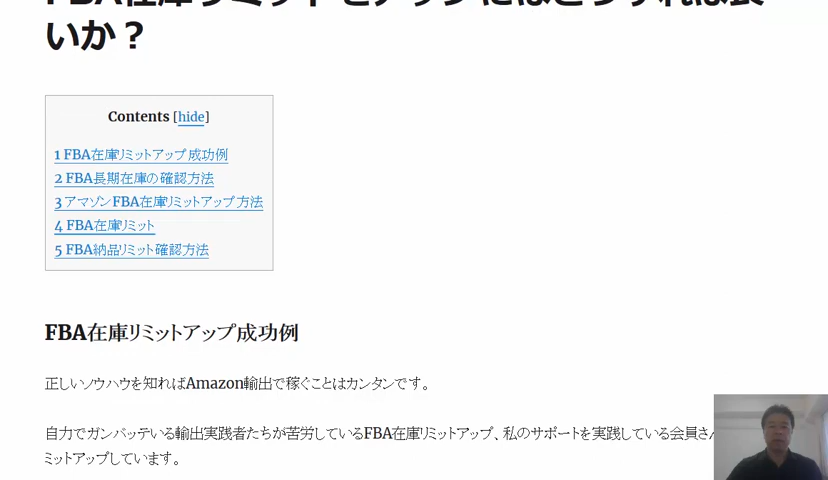 いか？
Contents [hide]
1 FBA在庫リミットアップ成功例
2 FBA長期在庫の確認方法
3 アマゾンFBA在庫リミットアップ方法
4 FBA在庫リミット
5 FBA納品リミット確認方法
FBA在庫リミットアップ成功例
正しいノウハウを知ればAmazon輸出で稼ぐことはカンタンです。
自力でガンバッテいる輸出実践者たちが苦労しているFBA在庫リミットアップ、私のサポートを実践している会員さん
ミットアップしています。